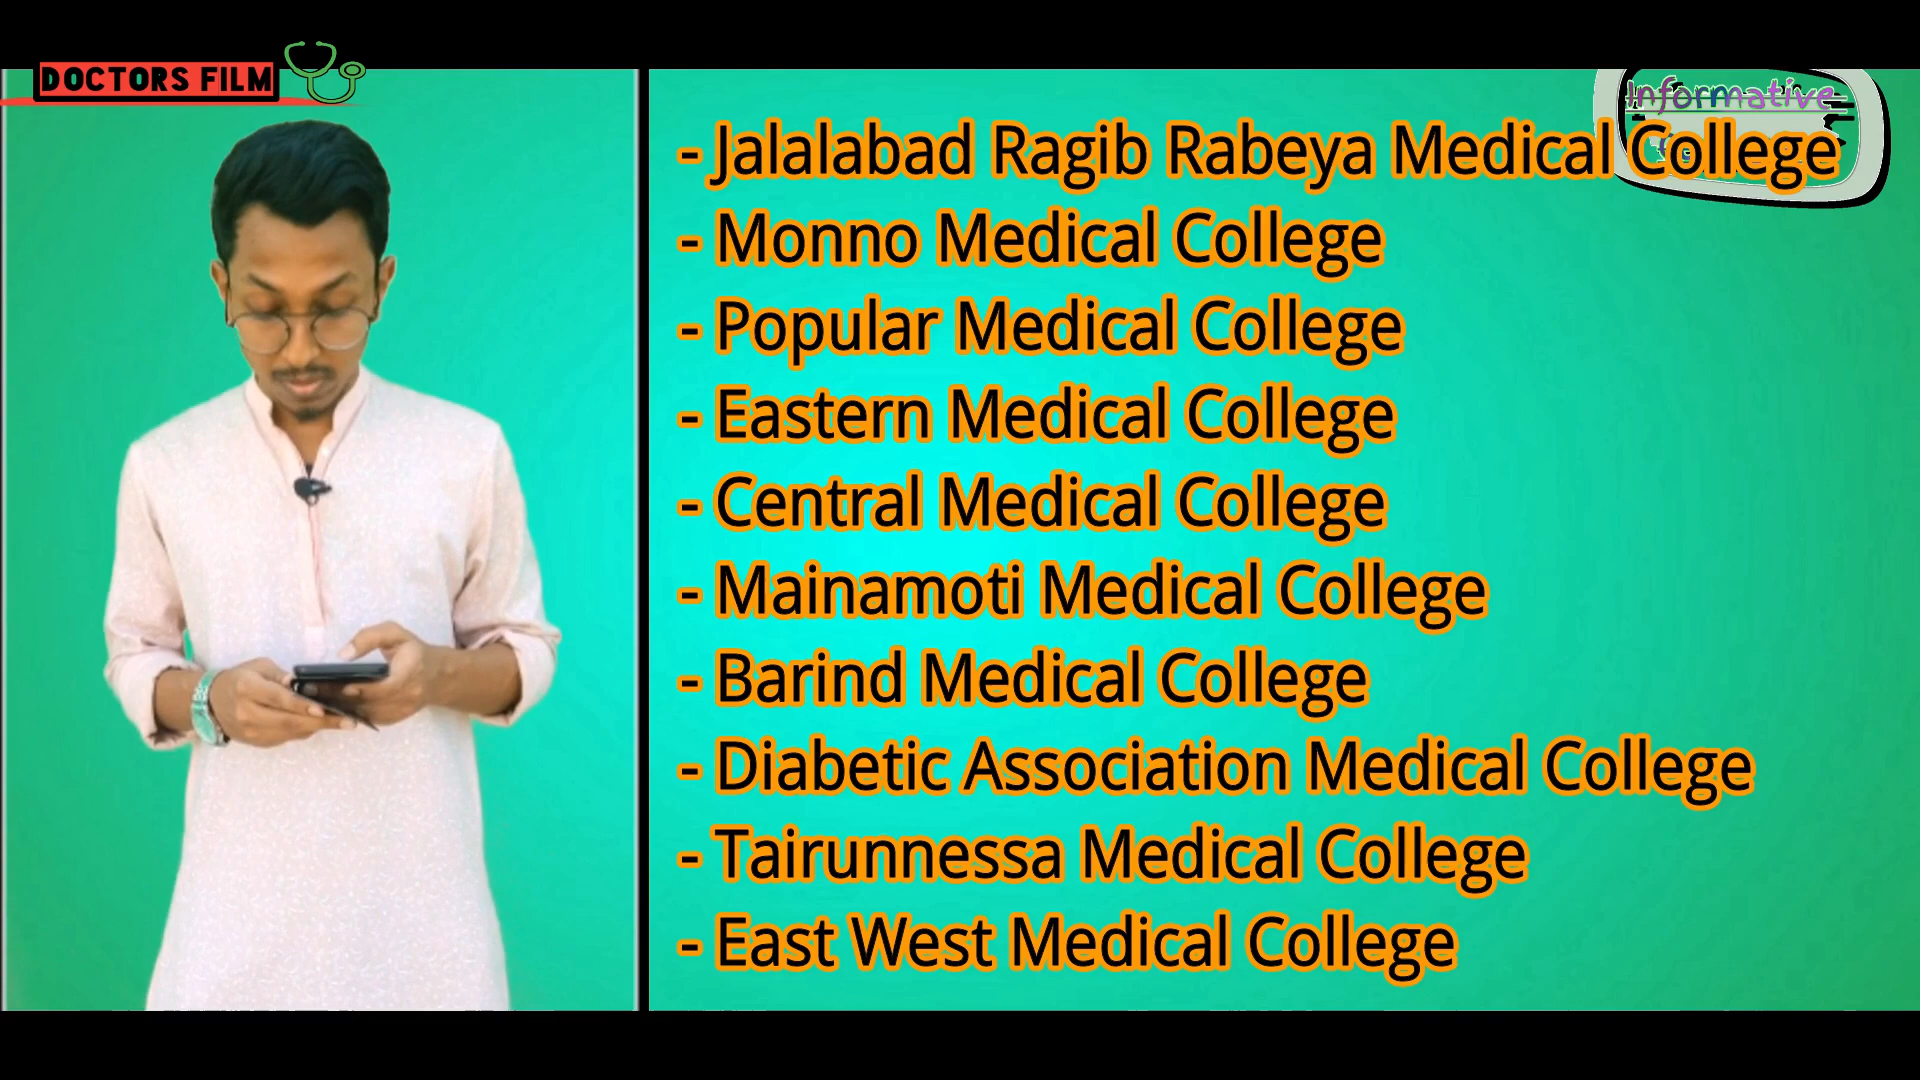 DOCTORS FILM
Informative
- Jalalabad Ragib Rabeya Medical College
- Monno Medical College
- Popular Medical College
- Eastern Medical College
- Central Medical College
- Mainamoti Medical College
- Barind Medical College
- Diabetic Association Medical College
- Tairunnessa Medical College
- East West Medical College